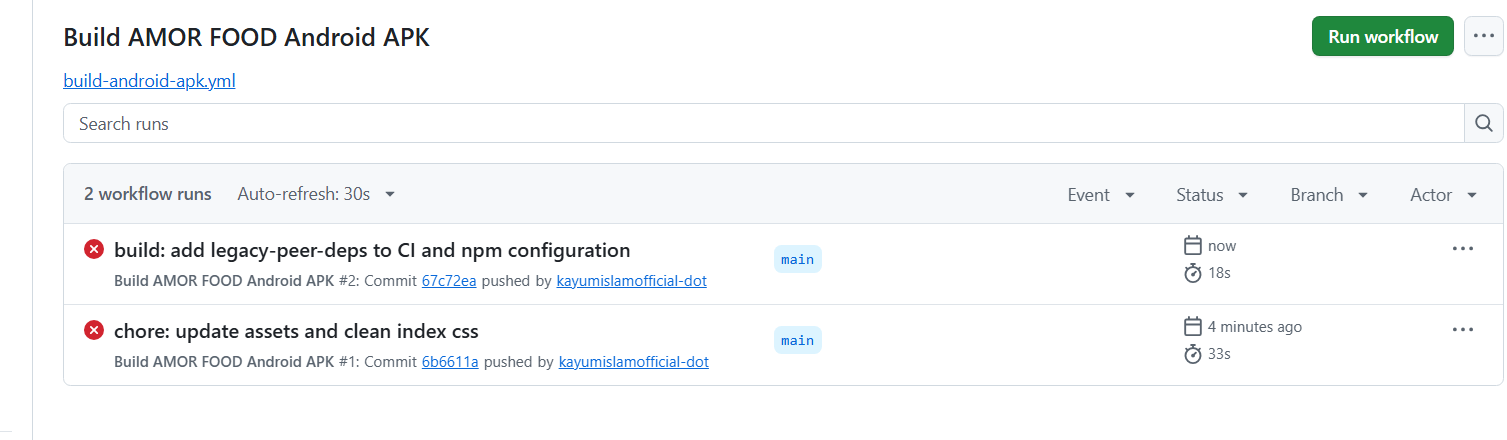 Build AMOR FOOD Android APK
Run workflow
build-android-apk.yml
Search runs
2 workflow runs Auto-refresh: 30s Event Status Branch Actor
build: add legacy-peer-deps to CI and npm configuration
Build AMOR FOOD Android APK #2: Commit 67c72ea pushed by kayumislamofficial-dot
main
now
18s
chore: update assets and clean index css
Build AMOR FOOD Android APK #1: Commit 6b6611a pushed by kayumislamofficial-dot
main
4 minutes ago
33s